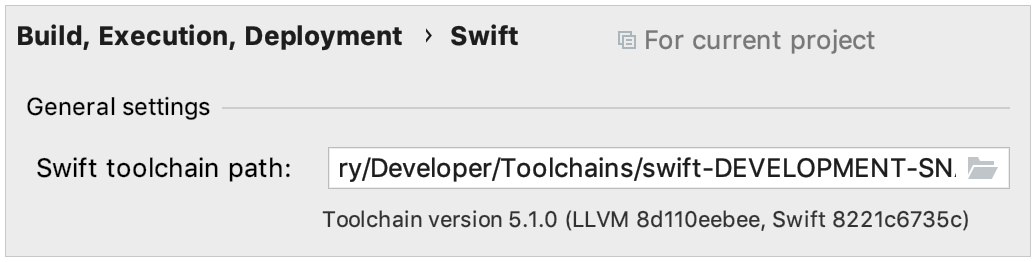 Build, Execution, Deployment › Swift For current project
General settings
Swift toolchain path: ry/Developer/Toolchains/swift-DEVELOPMENT-SN.
Toolchain version 5.1.0 (LLVM 8d110eebee, Swift 8221c6735c)